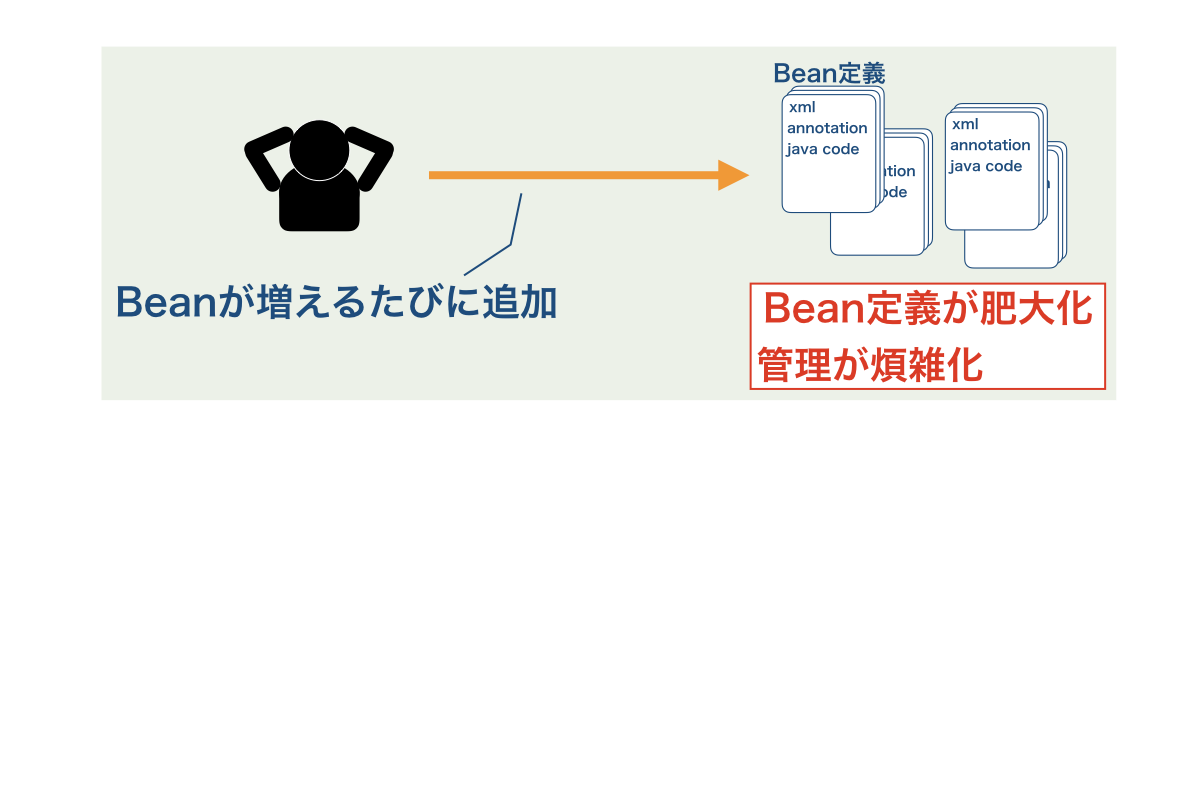 Bean定義
xml
annotation
java code
xml
annotation
java code
Beanが増えるたびに追加
Bean定義が肥大化
管理が煩雑化